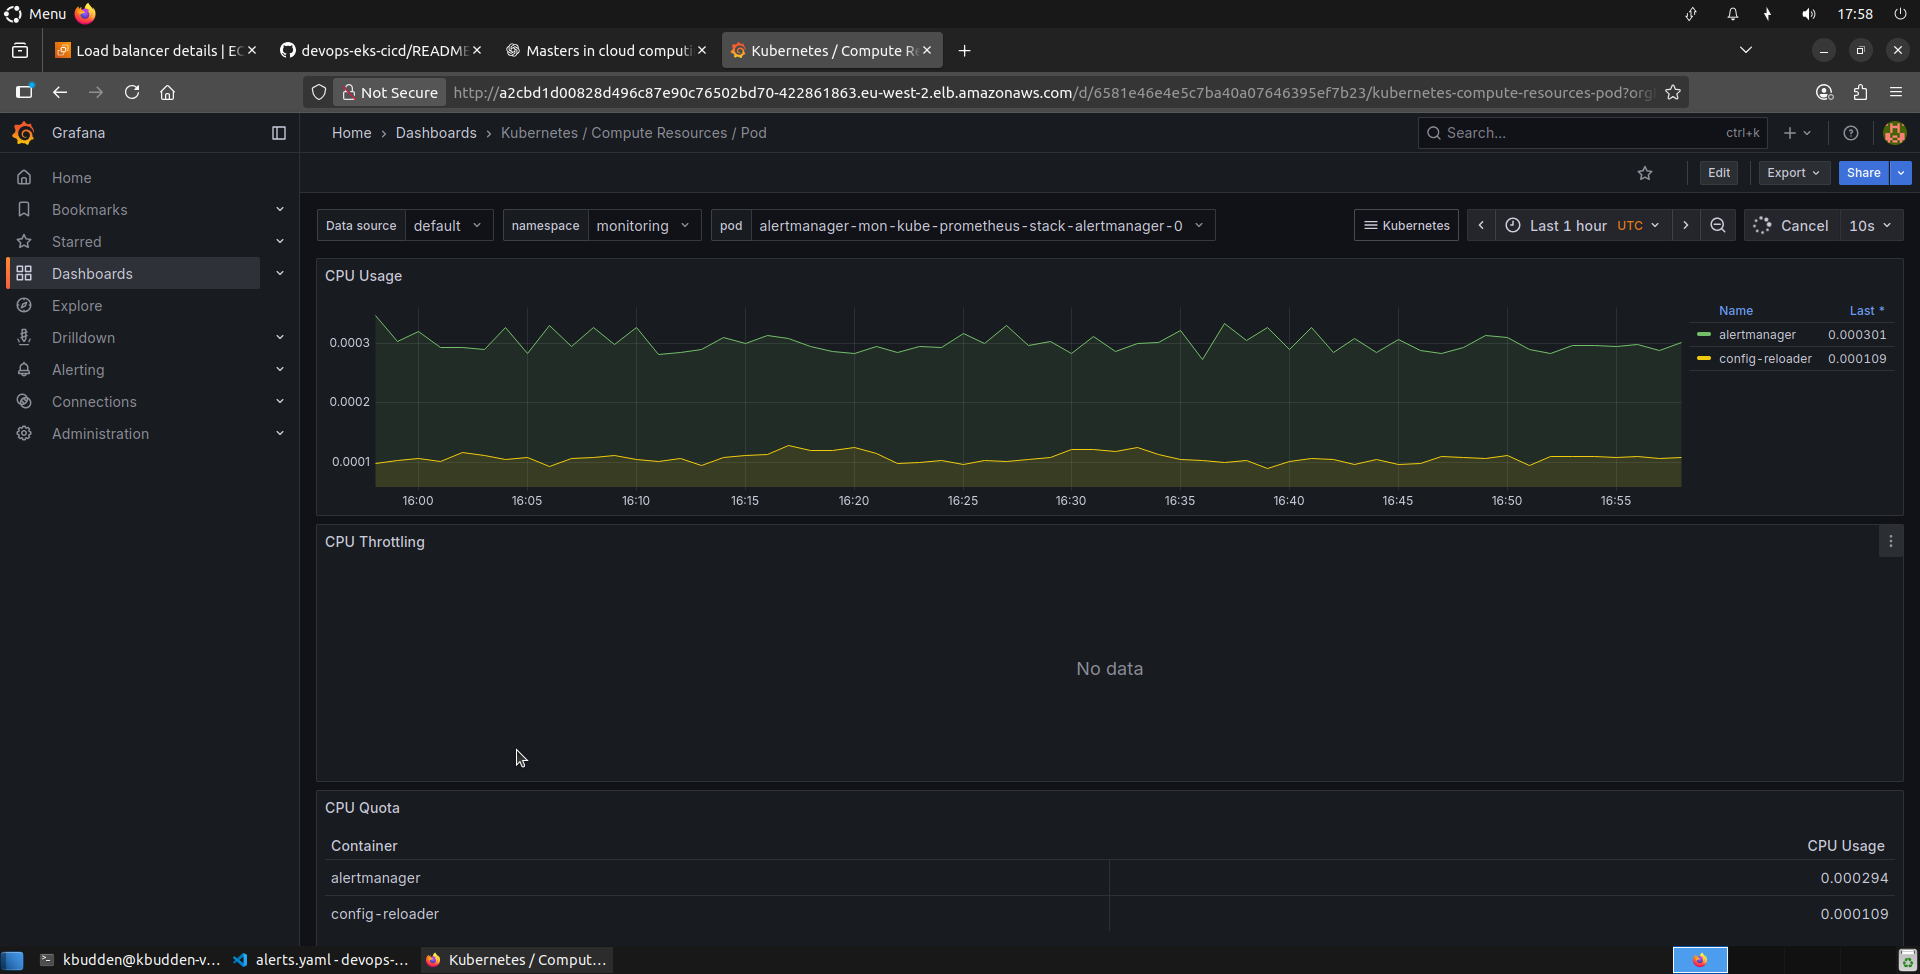 Menu
17:58
Load balancer details | EC
devops-eks-cicd/README
Masters in cloud computi
Kubernetes / Compute Re
Not Secure
http://a2cbd1d00828d496c87e90c76502bd70-422861863.eu-west-2.elb.amazonaws.com/d/6581e46e4e5c7ba40a07646395ef7b23/kubernetes-compute-resources-pod?org
Grafana
Home › Dashboards › Kubernetes / Compute Resources / Pod
Search...
ctrl+k
Edit
Export
Share
Home
Bookmarks
Starred
Dashboards
Explore
Drilldown
Alerting
Connections
Administration
Data source default
namespace monitoring
pod alertmanager-mon-kube-prometheus-stack-alertmanager-0
Kubernetes
Last 1 hour UTC
Cancel
10s
CPU Usage
0.0003
0.0002
0.0001
16:00 16:05 16:10 16:15 16:20 16:25 16:30 16:35 16:40 16:45 16:50 16:55
Name Last *
alertmanager 0.000301
config-reloader 0.000109
CPU Throttling
No data
CPU Quota
Container CPU Usage
alertmanager 0.000294
config-reloader 0.000109
kbudden@kbudden-v...
alerts.yaml - devops-...
Kubernetes / Comput...